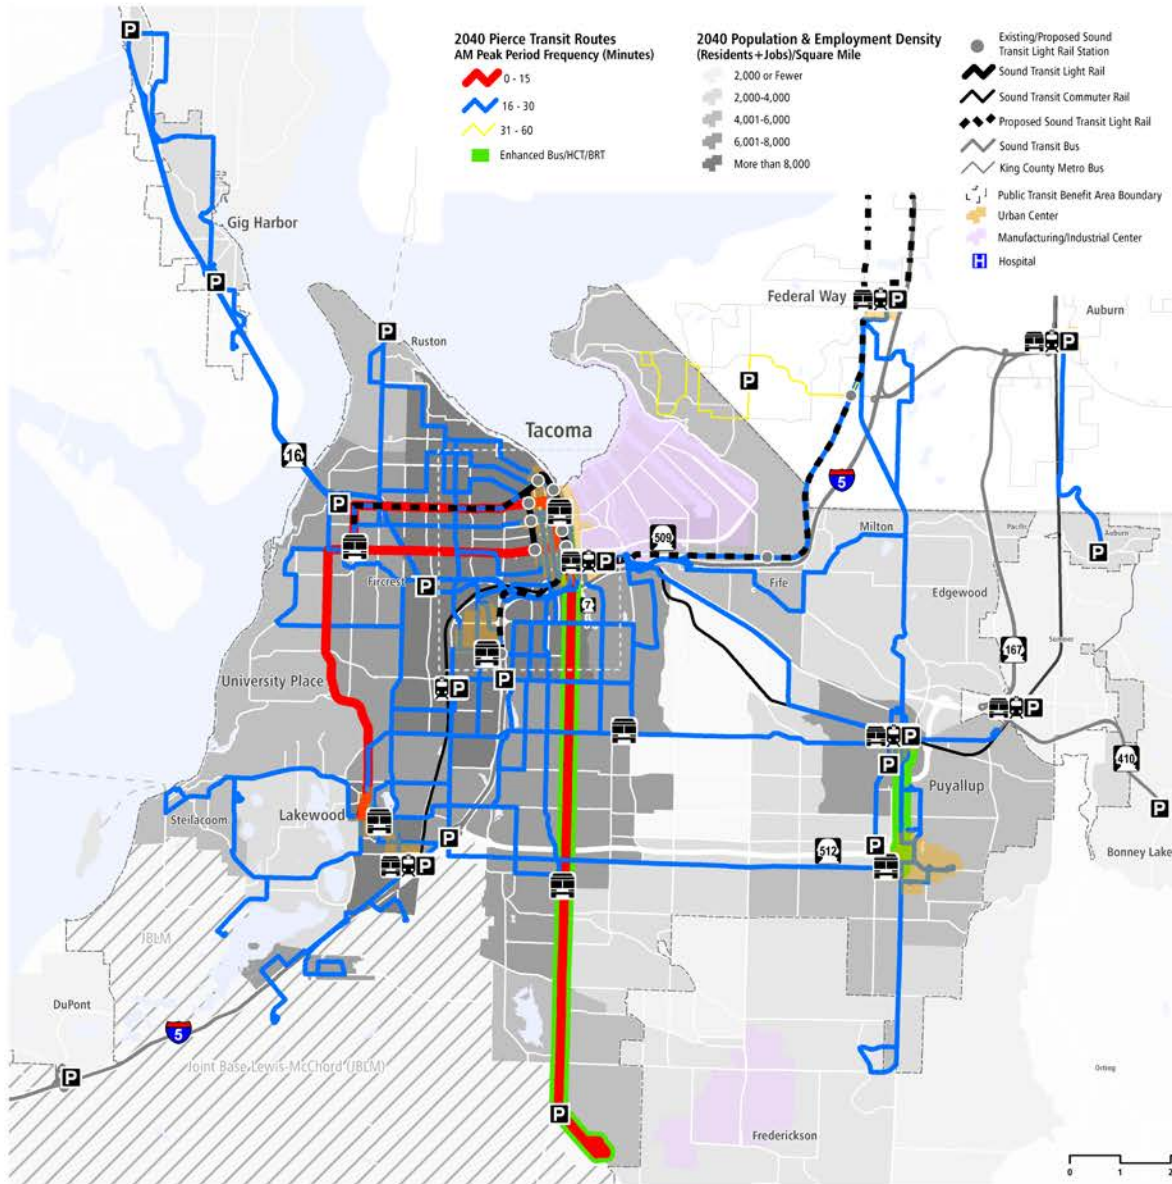 2040 Pierce Transit Routes
AM Peak Period Frequency (Minutes)
0 - 15
16 - 30
31 - 60
Enhanced Bus/HCT/BRT
2040 Population & Employment Density
(Residents+Jobs)/Square Mile
2,000 or Fewer
2,000-4,000
4,001-6,000
6,001-8,000
More than 8,000
Existing/Proposed Sound
Transit Light Rail Station
Sound Transit Light Rail
Sound Transit Commuter Rail
Proposed Sound Transit Light Rail
Sound Transit Bus
King County Metro Bus
Public Transit Benefit Area Boundary
Urban Center
Manufacturing/Industrial Center
H
Hospital
P
Gig Harbor
P
Federal Way
P
Auburn
P
P
Ruston
P
Tacoma
16
5
P
Milton
Pacific
Auburn
P
509
P
Fircrest
P
Fife
Edgewood
7
Sumner
167
University Place
P
P
P
P
410
P
Puyallup
P
Steilacoom
Lakewood
P
P
512
P
Bonney Lake
P
JBLM
DuPont
5
Joint Base Lewis-McChord (JBLM)
P
Orting
P
Frederickson
0 1 2